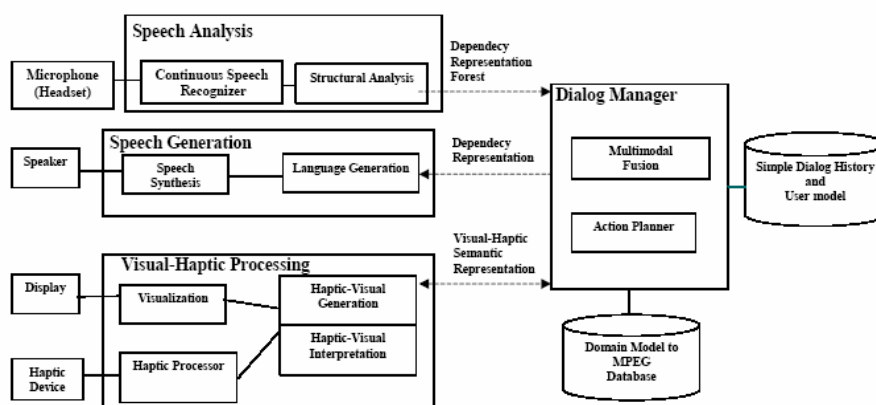 Speech Analysis
Microphone
(Headset)
Continuous Speech
Recognizer
Structural Analysis
Dependecy
Representation
Forest
Dialog Manager
Speech Generation
Speaker
Speech
Synthesis
Language Generation
Dependecy
Representation
Multimodal
Fusion
Action Planner
Simple Dialog History
and
User model
Visual-Haptic
Semantic
Representation
Visual-Haptic Processing
Display
Visualization
Haptic-Visual
Generation
Haptic-Visual
Interpretation
Haptic
Device
Haptic Processor
Domain Model to
MPEG
Database